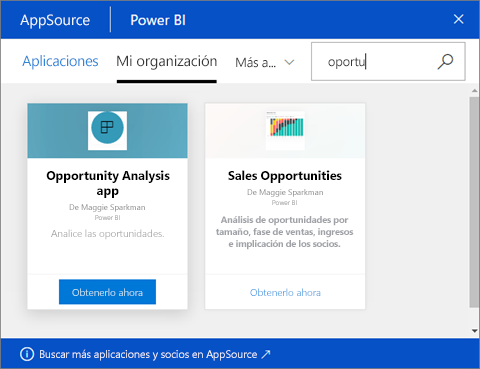 AppSource Power BI
Aplicaciones Mi organización Más a... oportu
Opportunity Analysis
app
De Maggie Sparkman
Power BI
Analice las oportunidades.
Obtenerlo ahora
Sales Opportunities
De Maggie Sparkman
Power BI
Análisis de oportunidades por
tamaño, fase de ventas, ingresos
e implicación de los socios.
Obtenerlo ahora
Buscar más aplicaciones y socios en AppSource